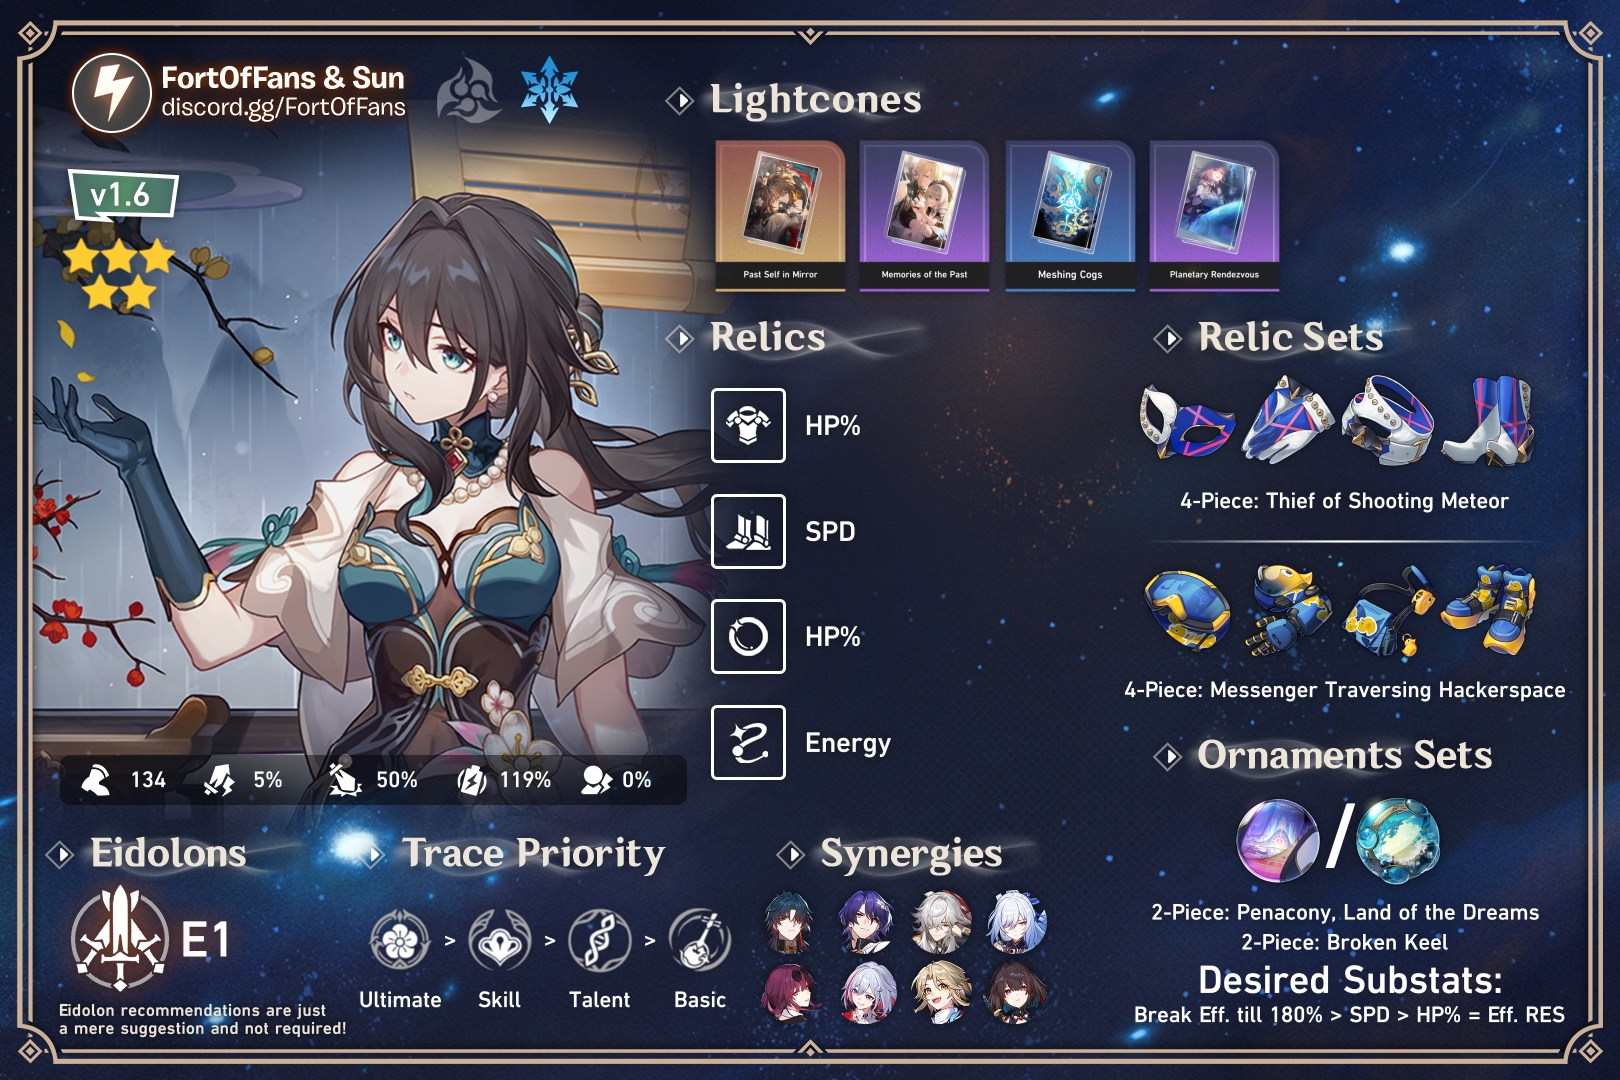 FortOfFans & Sun
discord.gg/FortOfFans
v1.6
Lightcones
Past Self in Mirror
Memories of the Past
Meshing Cogs
Planetary Rendezvous
Relics
HP%
SPD
HP%
Energy
Relic Sets
4-Piece: Thief of Shooting Meteor
4-Piece: Messenger Traversing Hackerspace
Ornaments Sets
2-Piece: Penacony, Land of the Dreams
2-Piece: Broken Keel
Desired Substats:
Break Eff. till 180% > SPD > HP% = Eff. RES
134 5% 50% 119% 0%
Eidolons
E1
Eidolon recommendations are just
a mere suggestion and not required!
Trace Priority
> > >
Ultimate Skill Talent Basic
Synergies